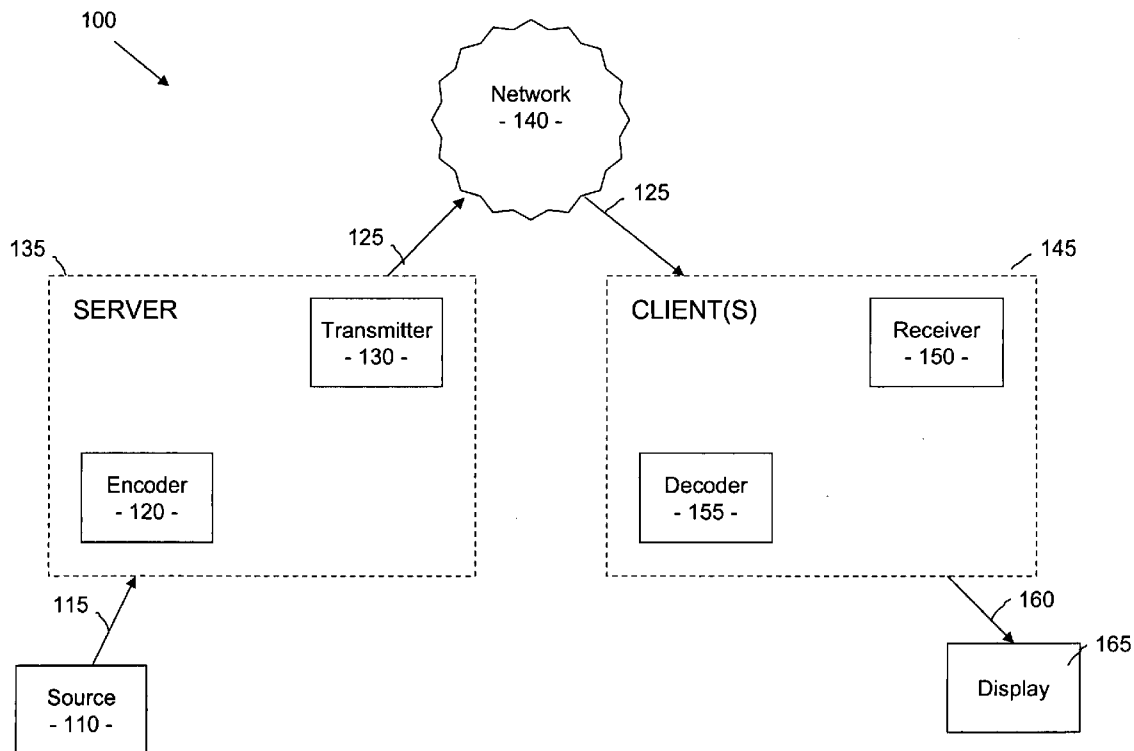 100
Network
- 140 -
125
125
135
145
SERVER
Transmitter
- 130 -
CLIENT(S)
Receiver
- 150 -
Encoder
- 120 -
Decoder
- 155 -
115
160
165
Source
- 110 -
Display